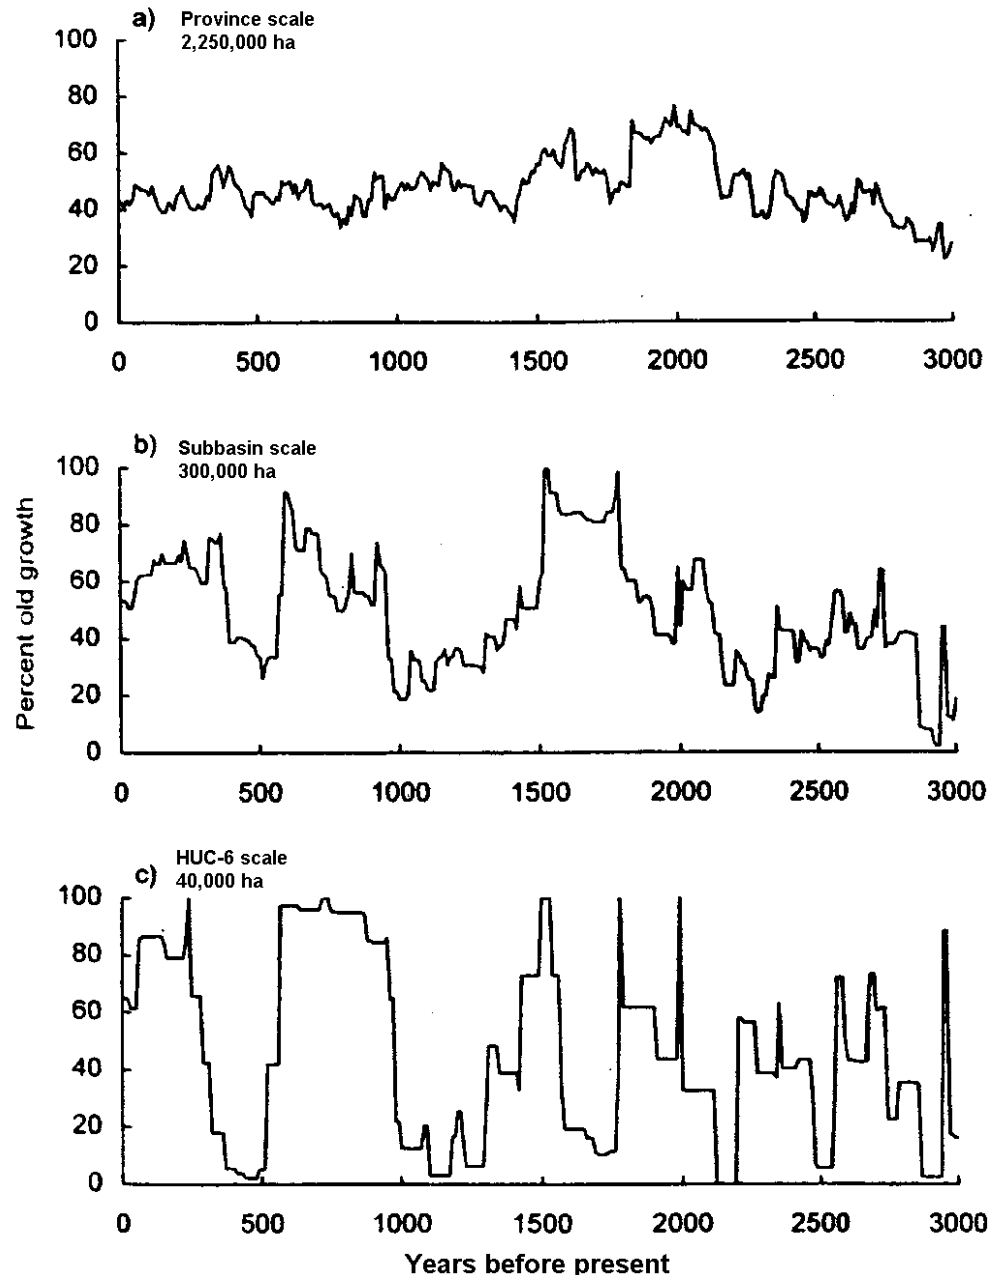 a) Province scale
2,250,000 ha
100
80
60
40
20
0
0 500 1000 1500 2000 2500 3000
b) Subbasin scale
300,000 ha
100
80
60
40
20
0
0 500 1000 1500 2000 2500 3000
Percent old growth
c) HUC-6 scale
40,000 ha
100
80
60
40
20
0
0 500 1000 1500 2000 2500 3000
Years before present